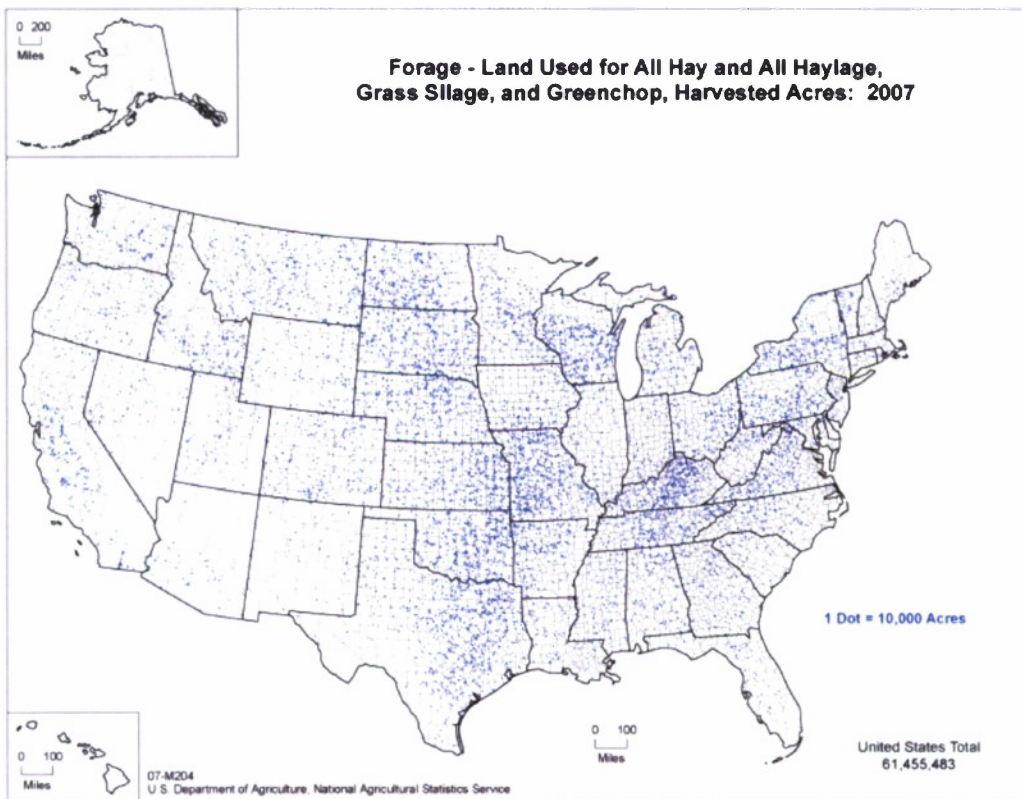 0 200
Miles
Forage - Land Used for All Hay and All Haylage,
Grass Silage, and Greenchop, Harvested Acres: 2007
1 Dot = 10,000 Acres
0 100
Miles
0 100
Miles
United States Total
61,455,483
07-M204
U S. Department of Agriculture, National Agricultural Statistics Service